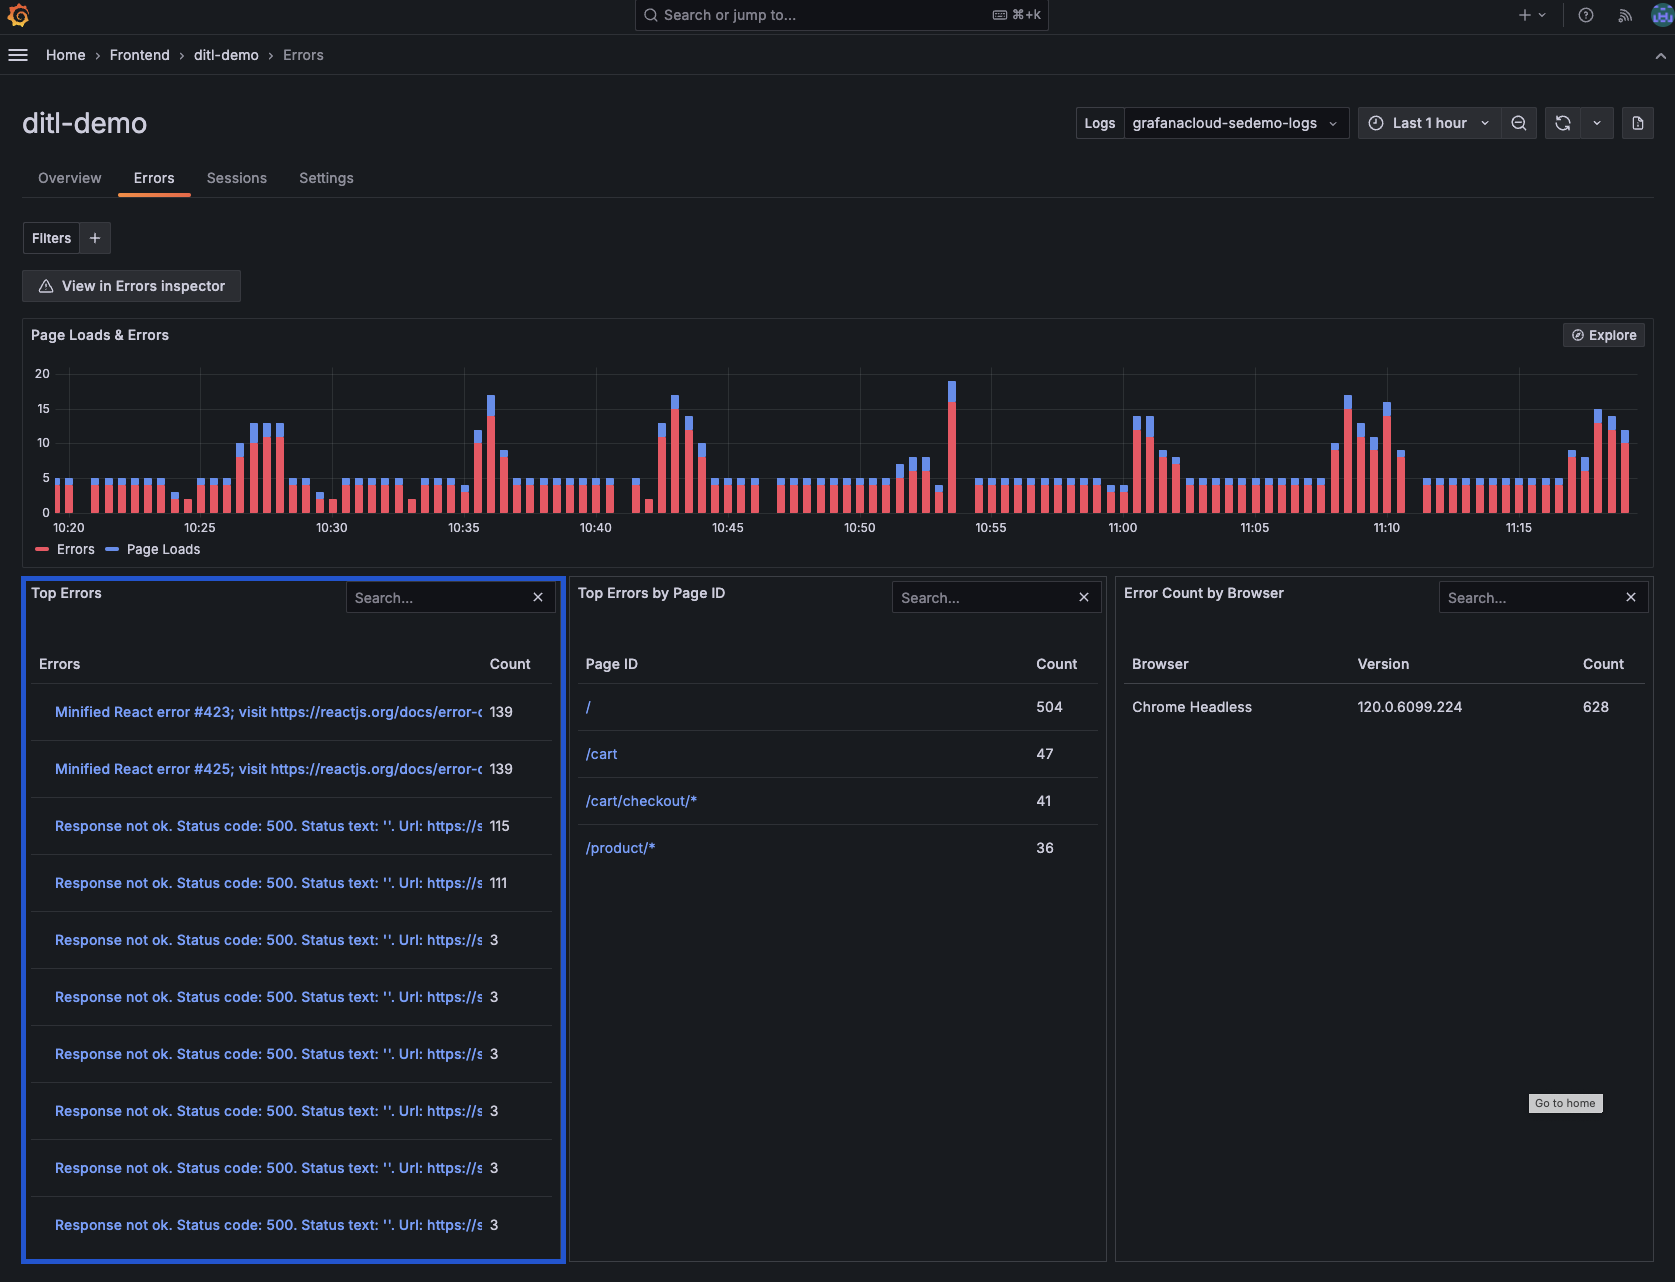 Search or jump to... ⌘+k
Home › Frontend › ditl-demo › Errors
ditl-demo
Logs grafanacloud-sedemo-logs Last 1 hour
Overview Errors Sessions Settings
Filters +
View in Errors inspector
Page Loads & Errors Explore
20
15
10
5
0
10:20 10:25 10:30 10:35 10:40 10:45 10:50 10:55 11:00 11:05 11:10 11:15
Errors Page Loads
Top Errors Search...
Errors Count
Minified React error #423; visit https://reactjs.org/docs/error- 139
Minified React error #425; visit https://reactjs.org/docs/error- 139
Response not ok. Status code: 500. Status text: ''. Url: https://s 115
Response not ok. Status code: 500. Status text: ''. Url: https://s 111
Response not ok. Status code: 500. Status text: ''. Url: https://s 3
Response not ok. Status code: 500. Status text: ''. Url: https://s 3
Response not ok. Status code: 500. Status text: ''. Url: https://s 3
Response not ok. Status code: 500. Status text: ''. Url: https://s 3
Response not ok. Status code: 500. Status text: ''. Url: https://s 3
Response not ok. Status code: 500. Status text: ''. Url: https://s 3
Top Errors by Page ID Search...
Page ID Count
/ 504
/cart 47
/cart/checkout/* 41
/product/* 36
Error Count by Browser Search...
Browser Version Count
Chrome Headless 120.0.6099.224 628
Go to home